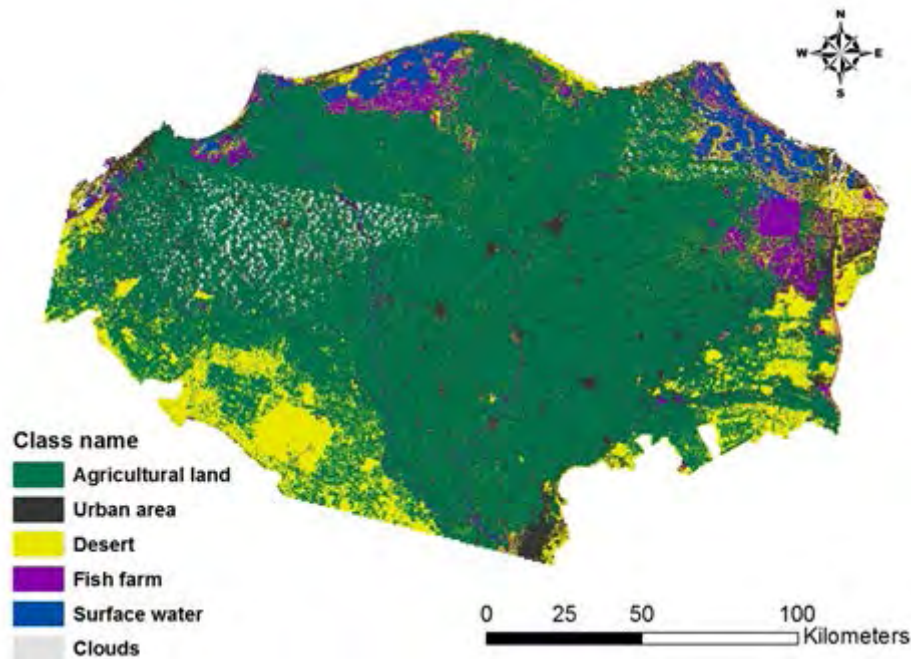 N
W E
S
Class name
Agricultural land
Urban area
Desert
Fish farm
Surface water
Clouds
0 25 50 100
Kilometers